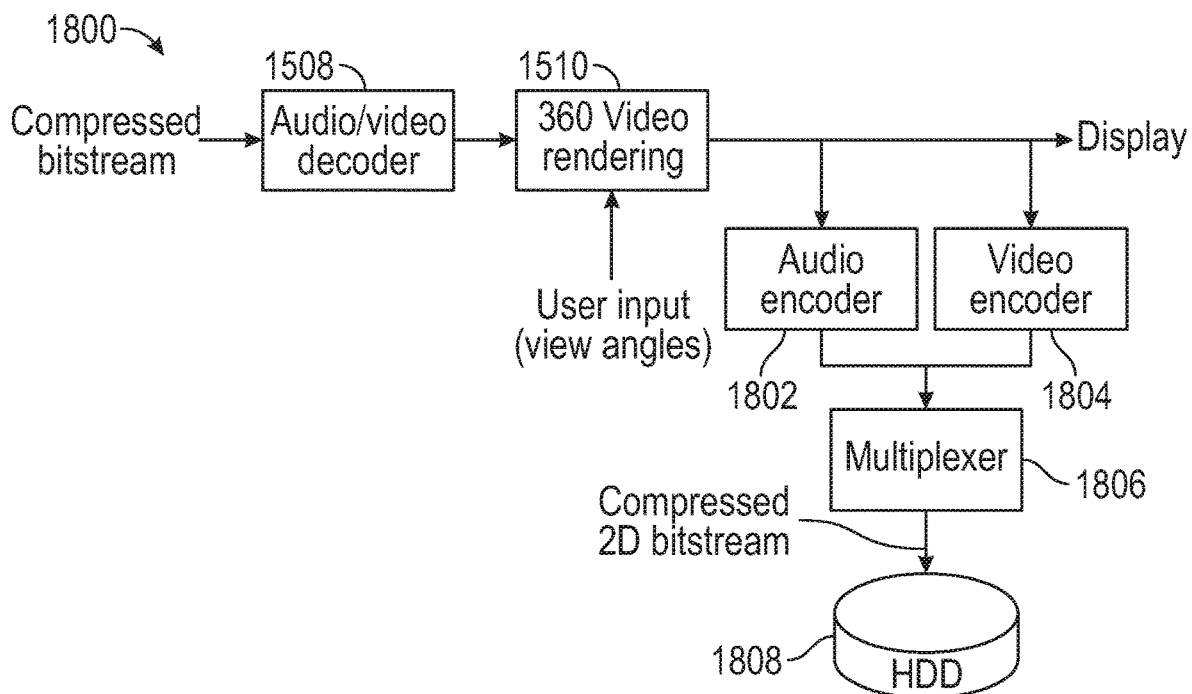 1800
1508
1510
Compressed
bitstream
Audio/video
decoder
360 Video
rendering
Display
User input
(view angles)
Audio
encoder
Video
encoder
1802
1804
Multiplexer
1806
Compressed
2D bitstream
1808
HDD